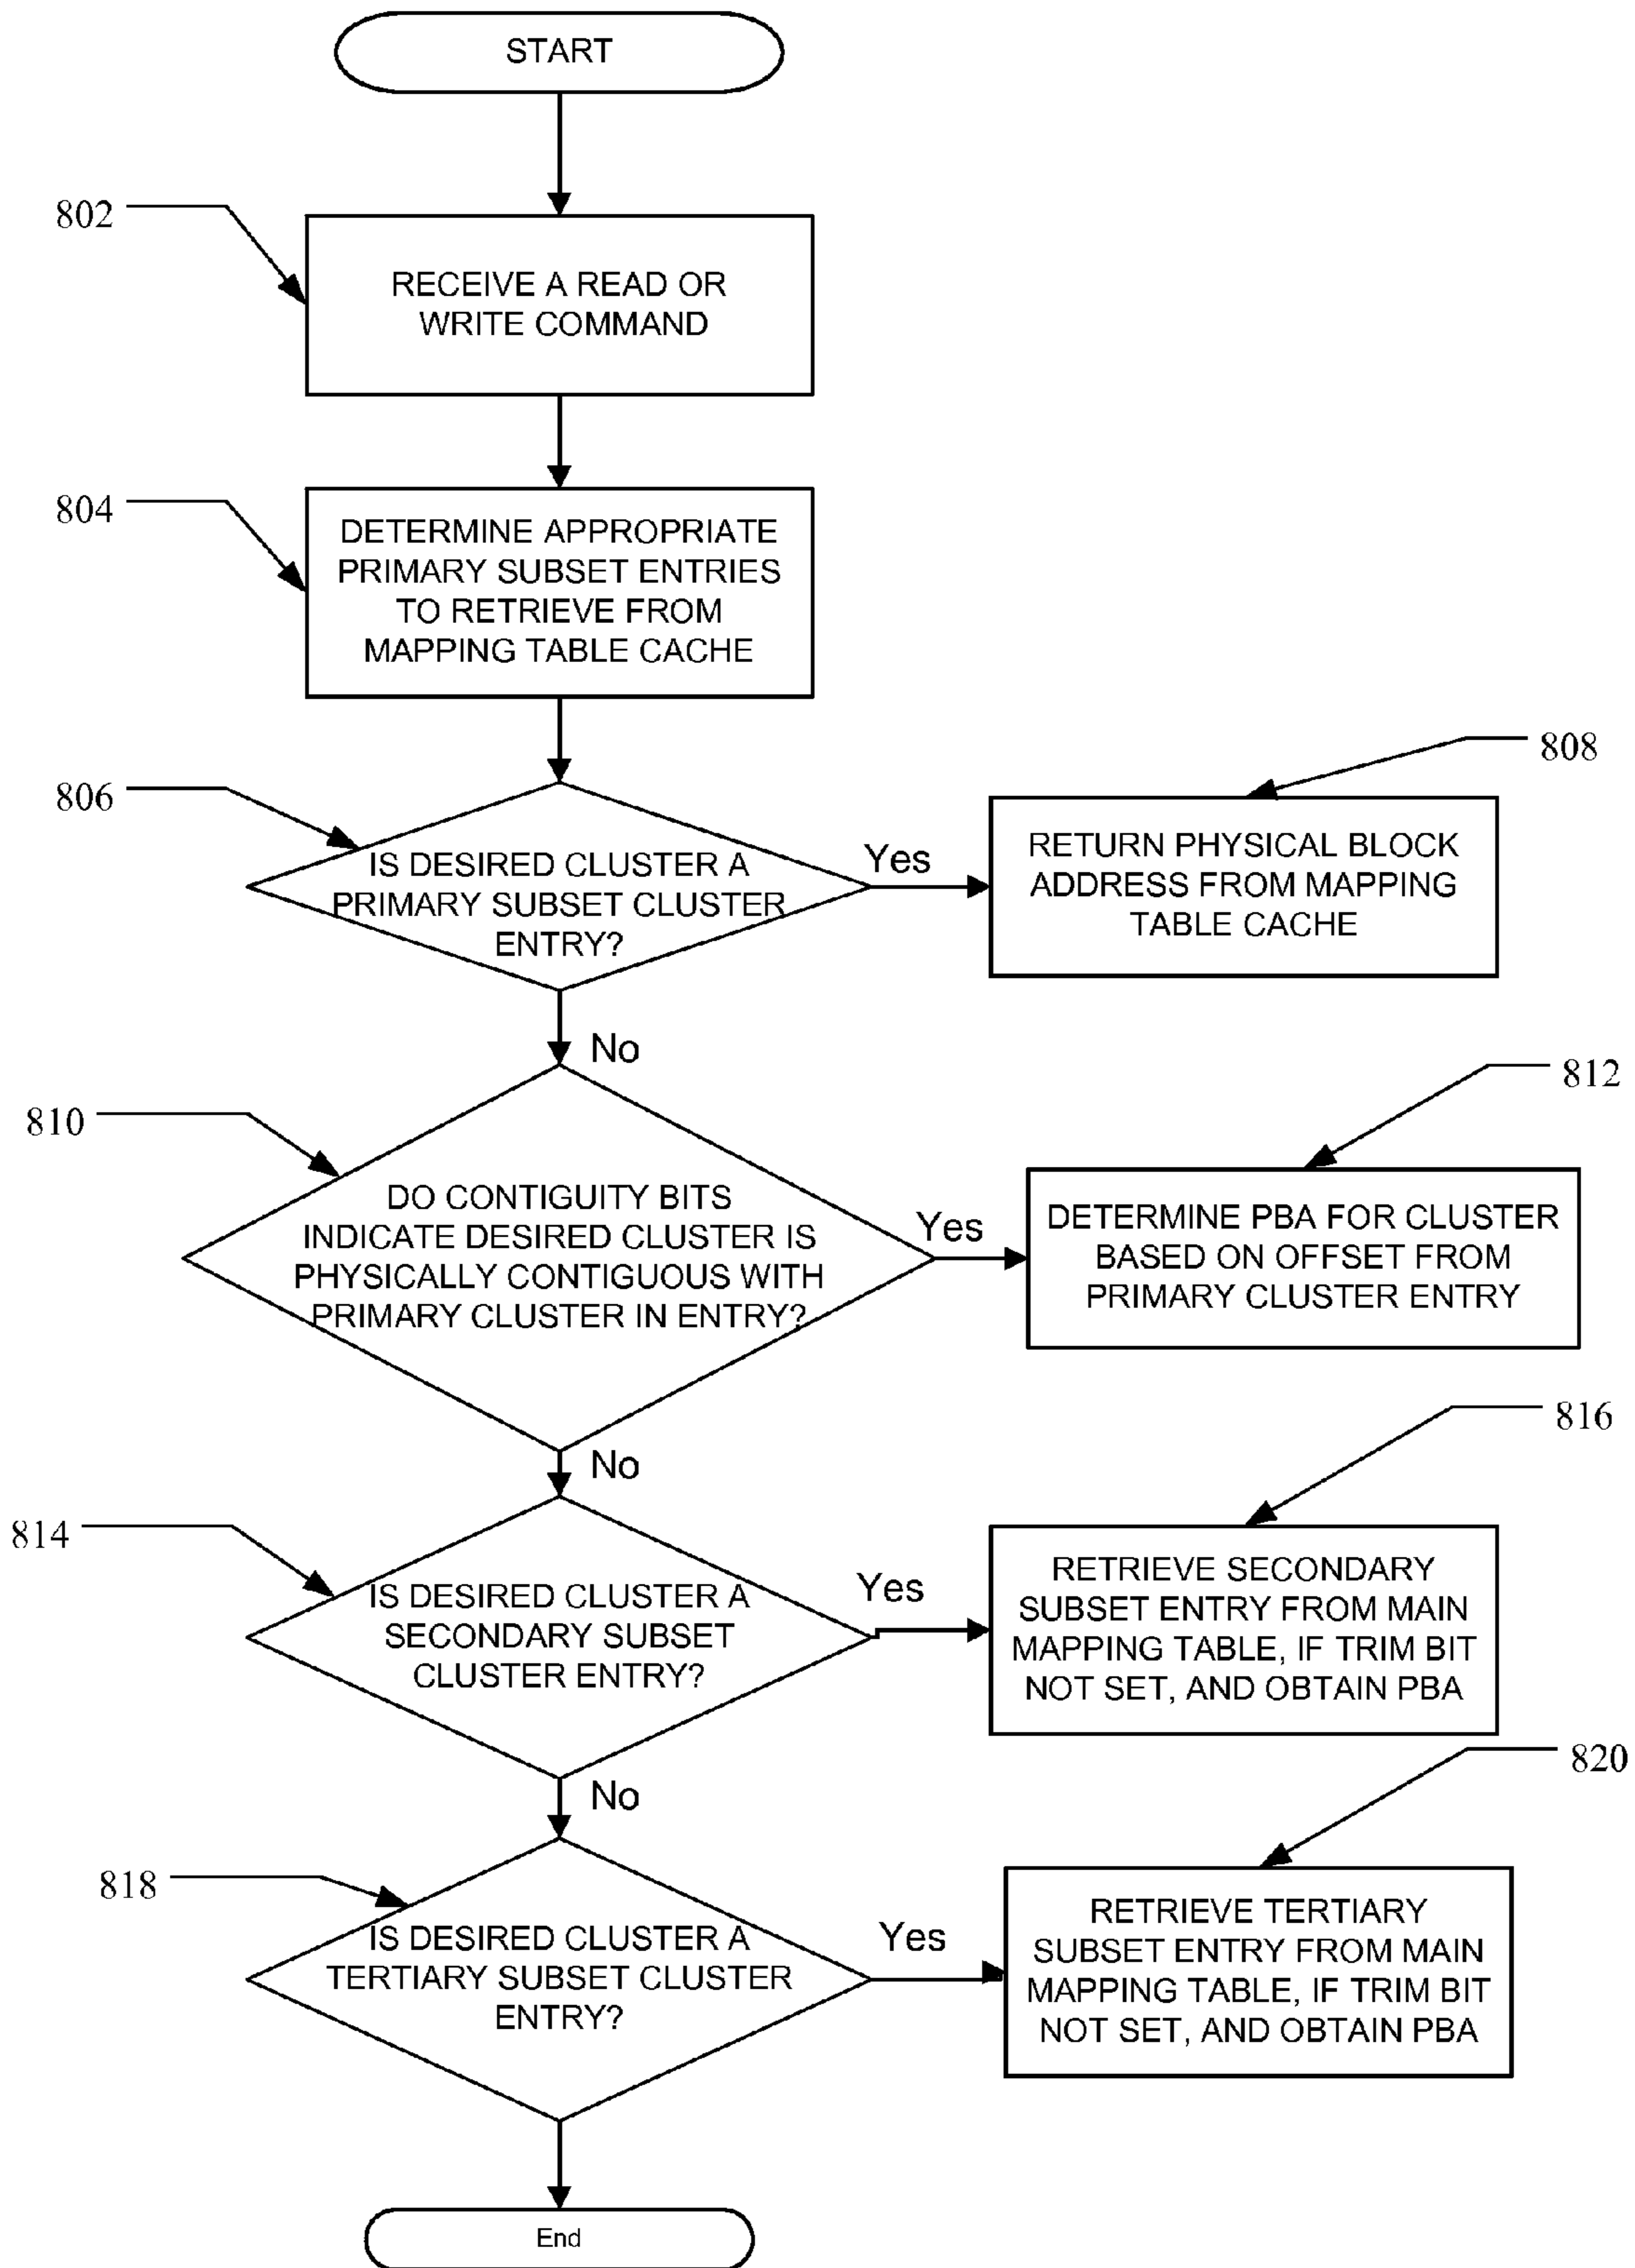 START
802
RECEIVE A READ OR
WRITE COMMAND
804
DETERMINE APPROPRIATE
PRIMARY SUBSET ENTRIES
TO RETRIEVE FROM
MAPPING TABLE CACHE
806
IS DESIRED CLUSTER A
PRIMARY SUBSET CLUSTER
ENTRY?
Yes
808
RETURN PHYSICAL BLOCK
ADDRESS FROM MAPPING
TABLE CACHE
No
810
DO CONTIGUITY BITS
INDICATE DESIRED CLUSTER IS
PHYSICALLY CONTIGUOUS WITH
PRIMARY CLUSTER IN ENTRY?
Yes
812
DETERMINE PBA FOR CLUSTER
BASED ON OFFSET FROM
PRIMARY CLUSTER ENTRY
No
814
IS DESIRED CLUSTER A
SECONDARY SUBSET
CLUSTER ENTRY?
Yes
816
RETRIEVE SECONDARY
SUBSET ENTRY FROM MAIN
MAPPING TABLE, IF TRIM BIT
NOT SET, AND OBTAIN PBA
No
818
IS DESIRED CLUSTER A
TERTIARY SUBSET CLUSTER
ENTRY?
Yes
820
RETRIEVE TERTIARY
SUBSET ENTRY FROM MAIN
MAPPING TABLE, IF TRIM BIT
NOT SET, AND OBTAIN PBA
End